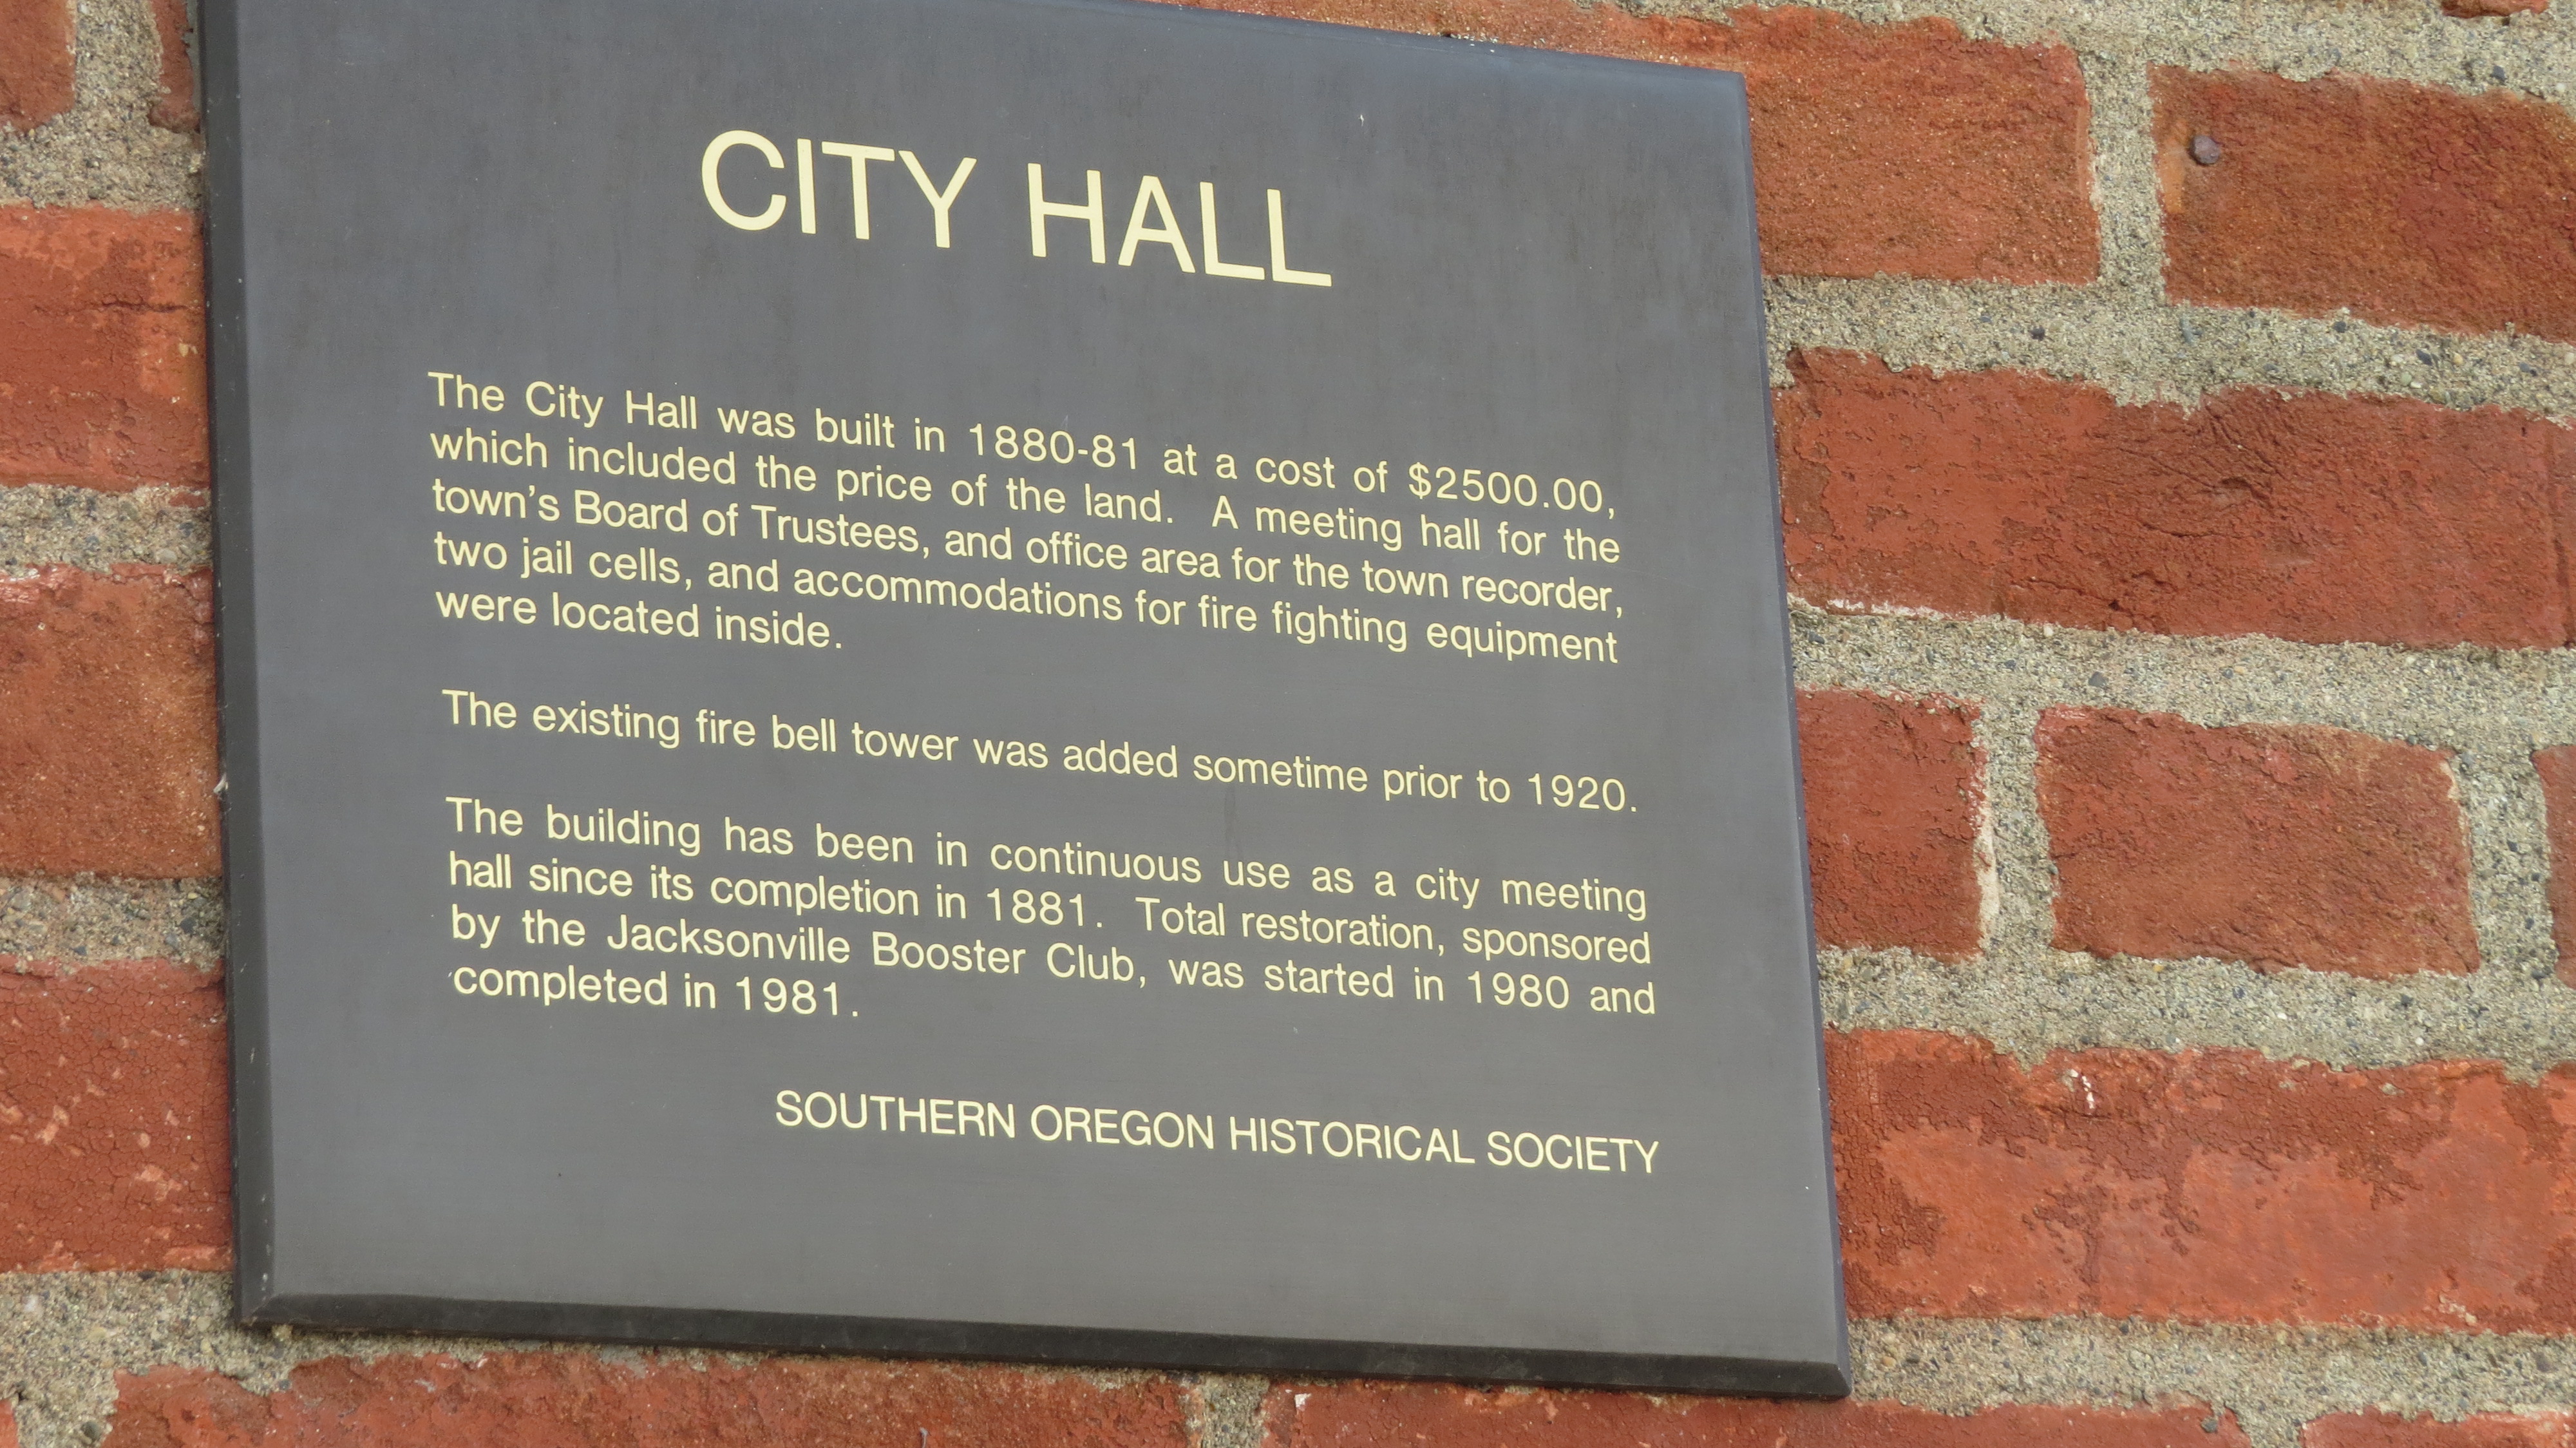 CITY HALL
The City Hall was built in 1880-81 at a cost of $2500.00,
which included the price of the land. A meeting hall for the
town's Board of Trustees, and office area for the town recorder,
two jail cells, and accommodations for fire fighting equipment
were located inside.
The existing fire bell tower was added sometime prior to 1920.
The building has been in continuous use as a city meeting
hall since its completion in 1881. Total restoration, sponsored
by the Jacksonville Booster Club, was started in 1980 and
completed in 1981.
SOUTHERN OREGON HISTORICAL SOCIETY